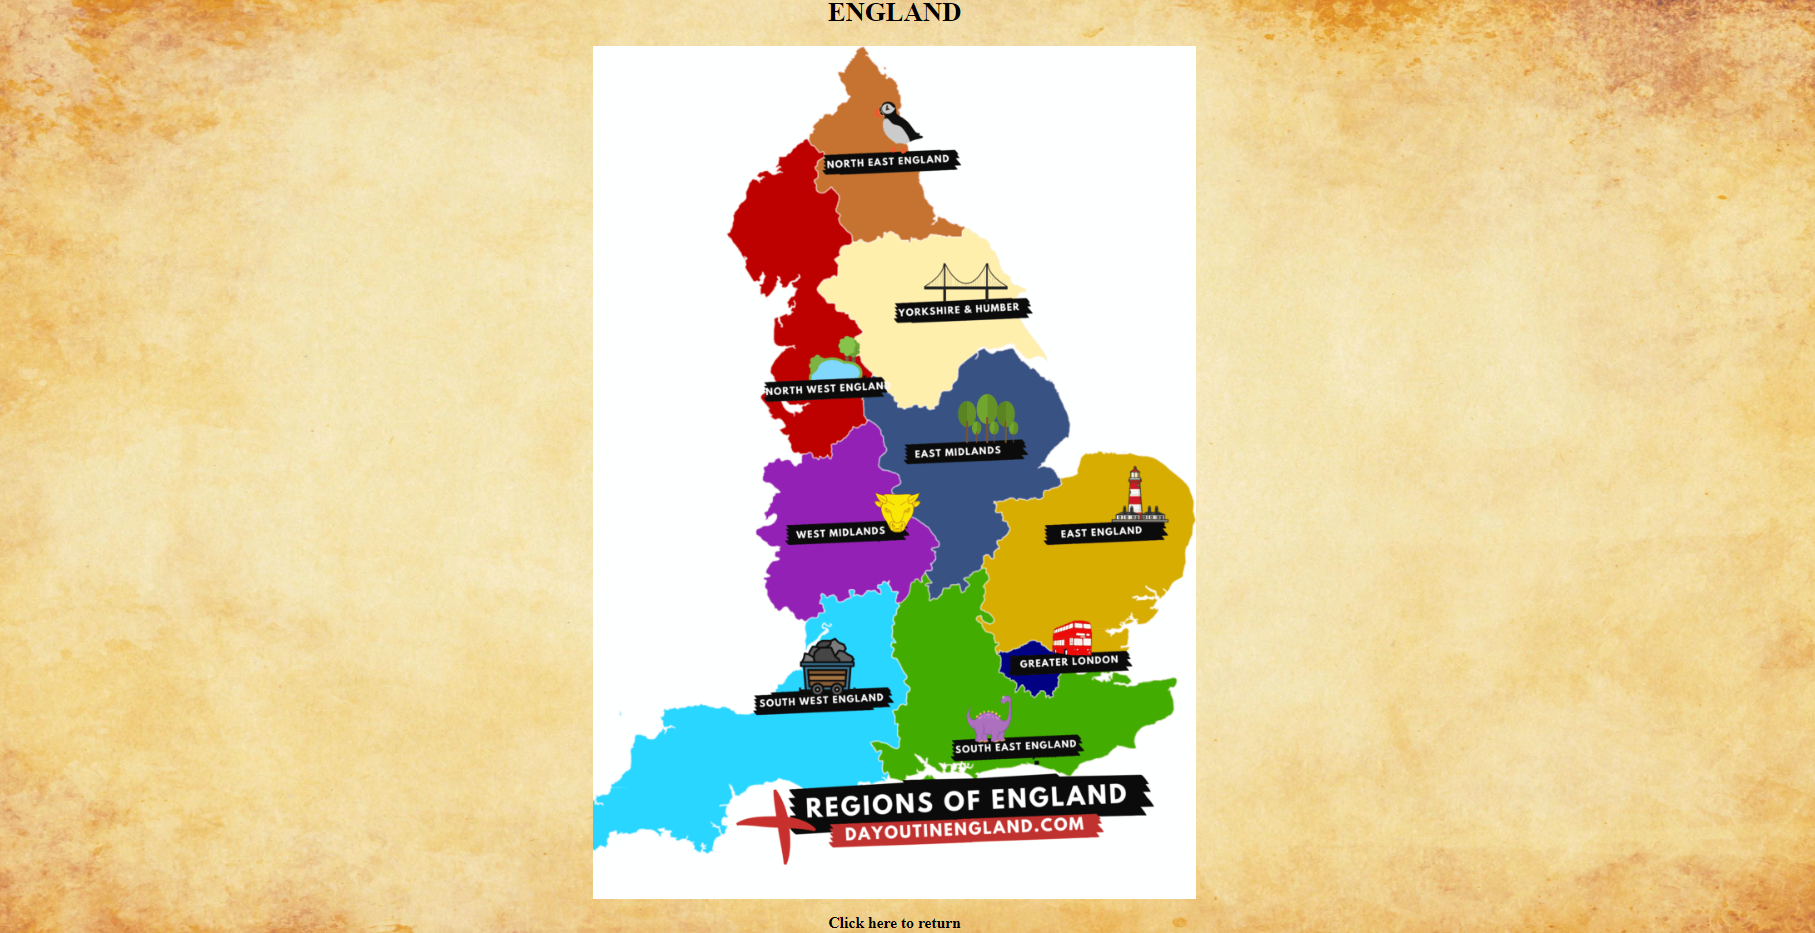 ENGLAND
NORTH EAST ENGLAND
YORKSHIRE & HUMBER
NORTH WEST ENGLAND
EAST MIDLANDS
WEST MIDLANDS
EAST ENGLAND
GREATER LONDON
SOUTH WEST ENGLAND
SOUTH EAST ENGLAND
REGIONS OF ENGLAND
DAYOUTINENGLAND.COM
Click here to return